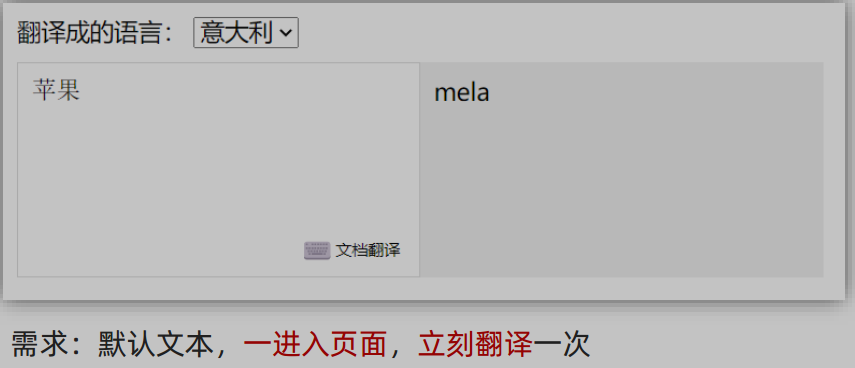 翻译成的语言： 意大利
苹果
mela
文档翻译
需求：默认文本，一进入页面，立刻翻译一次